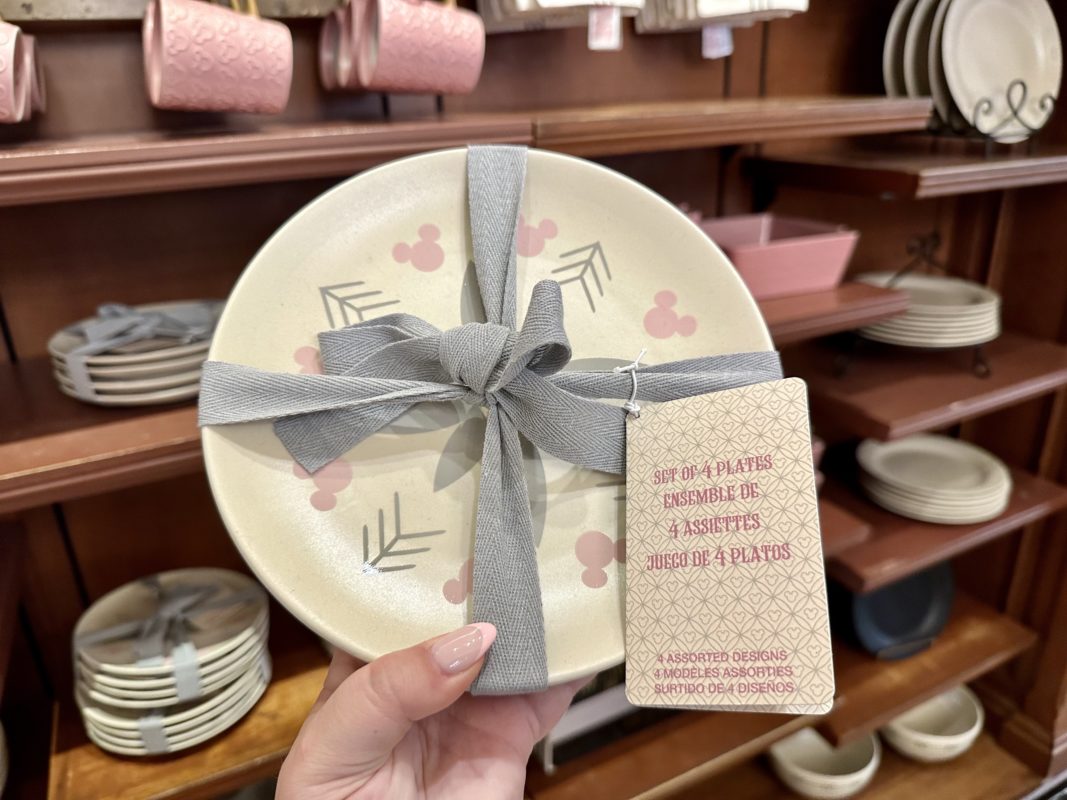 SET OF 4 PLATES
ENSEMBLE DE
4 ASSIETTES
JUEGO DE 4 PLATOS
4 ASSORTED DESIGNS
4 MODÈLES ASSORTIES
SURTIDO DE 4 DISEÑOS